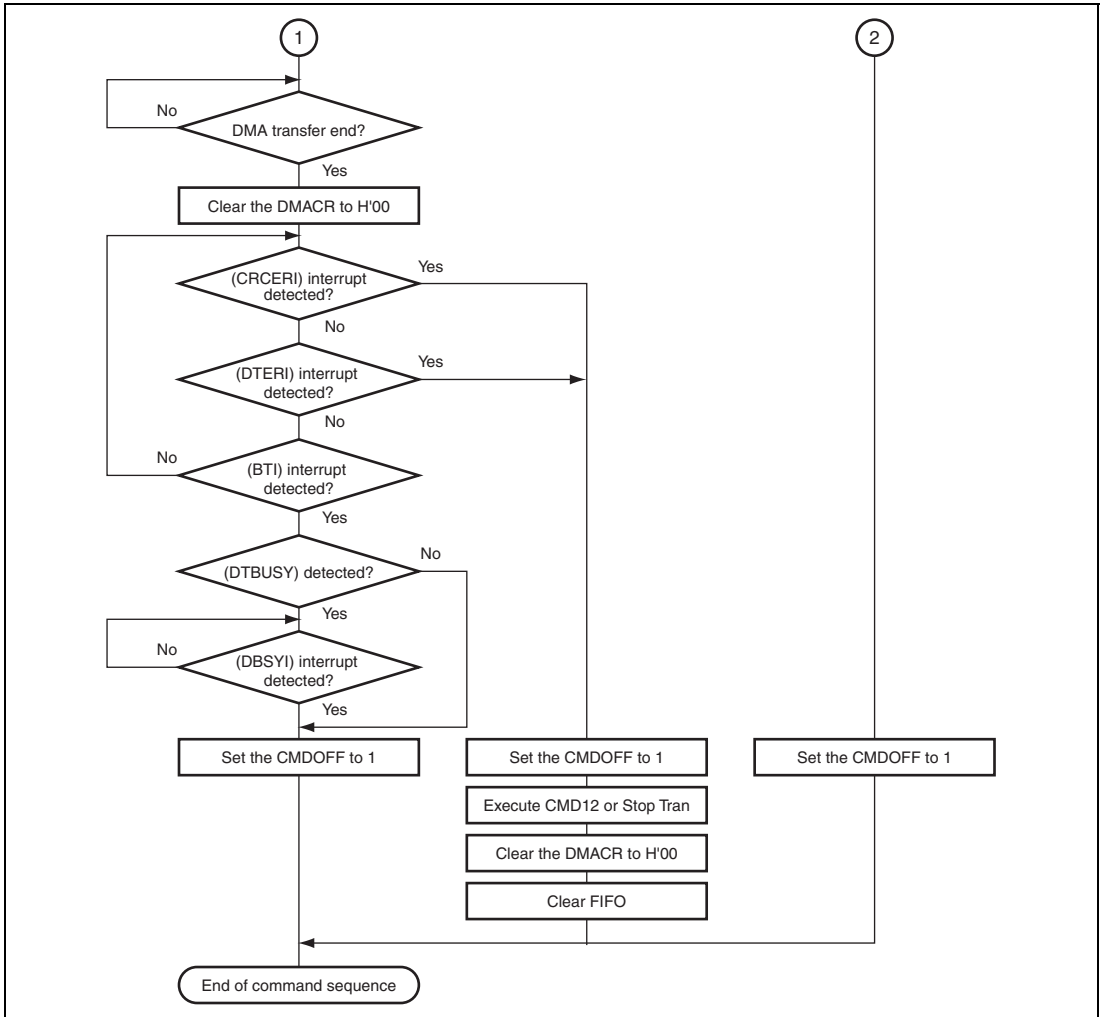 1
2
No
DMA transfer end?
Yes
Clear the DMACR to H'00
(CRCERI) interrupt
detected?
Yes
No
(DTERI) interrupt
detected?
Yes
No
No
(BTI) interrupt
detected?
Yes
(DTBUSY) detected?
No
Yes
No
(DBSYI) interrupt
detected?
Yes
Set the CMDOFF to 1
Set the CMDOFF to 1
Set the CMDOFF to 1
Execute CMD12 or Stop Tran
Clear the DMACR to H'00
Clear FIFO
End of command sequence